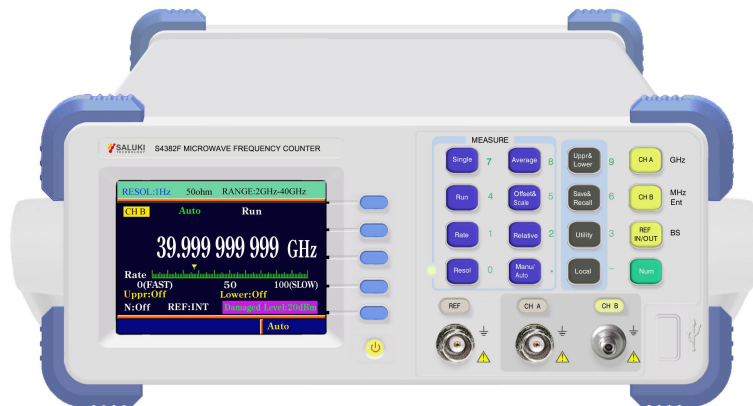 SALUKI
TECHNOLOGY
S4382F MICROWAVE FREQUENCY COUNTER
RESOL:1Hz 50ohm RANGE:2GHz-40GHz
CH B Auto Run
39.999 999 999 GHz
Rate
0(FAST) 50 100(SLOW)
Uppr:Off Lower:Off
N:Off REF:INT Damaged Level:20dBm
Auto
MEASURE
Single 7 Average 8 Uppr& Lower 9 CH A GHz
Run 4 Offset& Scale 5 Save& Recall 6 CH B MHz Ent
Rate 1 Relative 2 Utility 3 REF IN/OUT BS
Resol 0 Manu/ Auto . Local − Num
REF CH A CH B